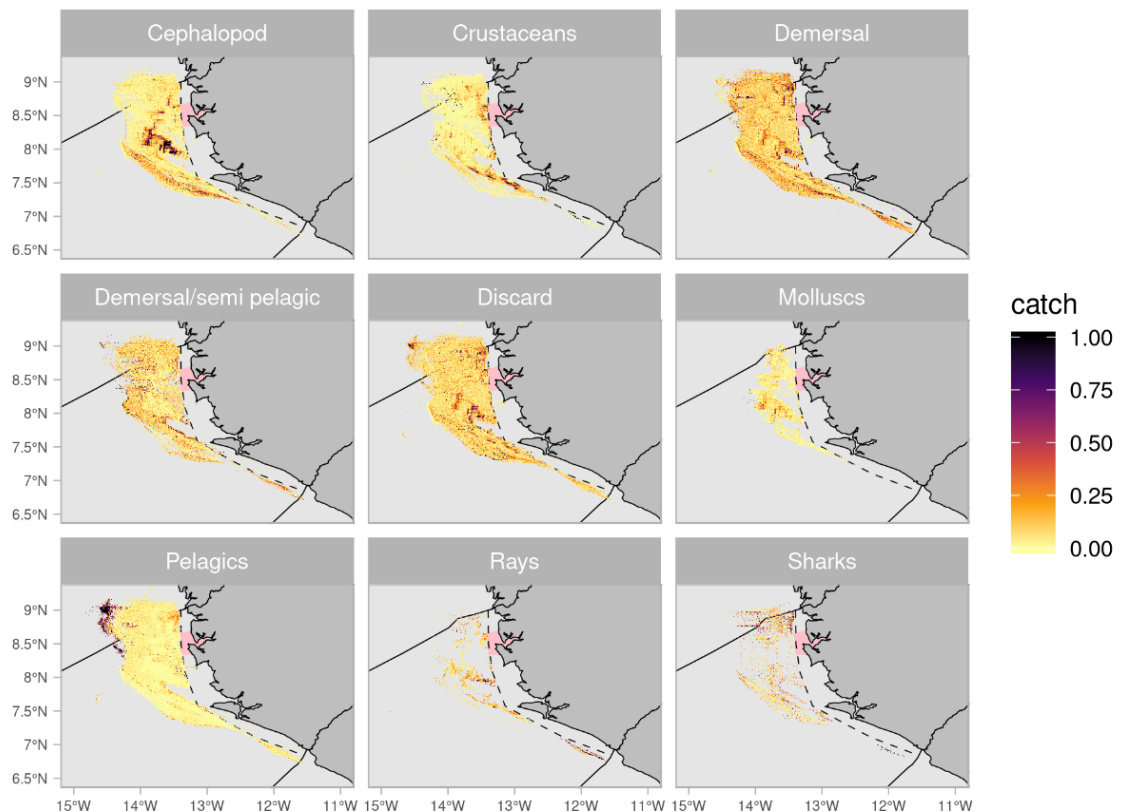 Cephalopod Crustaceans Demersal
9°N
8.5°N
8°N
7.5°N
7°N
6.5°N
Demersal/semi pelagic Discard Molluscs
9°N
8.5°N
8°N
7.5°N
7°N
6.5°N
catch
1.00
0.75
0.50
0.25
0.00
Pelagics Rays Sharks
9°N
8.5°N
8°N
7.5°N
7°N
6.5°N
15°W 14°W 13°W 12°W 11°W 15°W 14°W 13°W 12°W 11°W 15°W 14°W 13°W 12°W 11°W